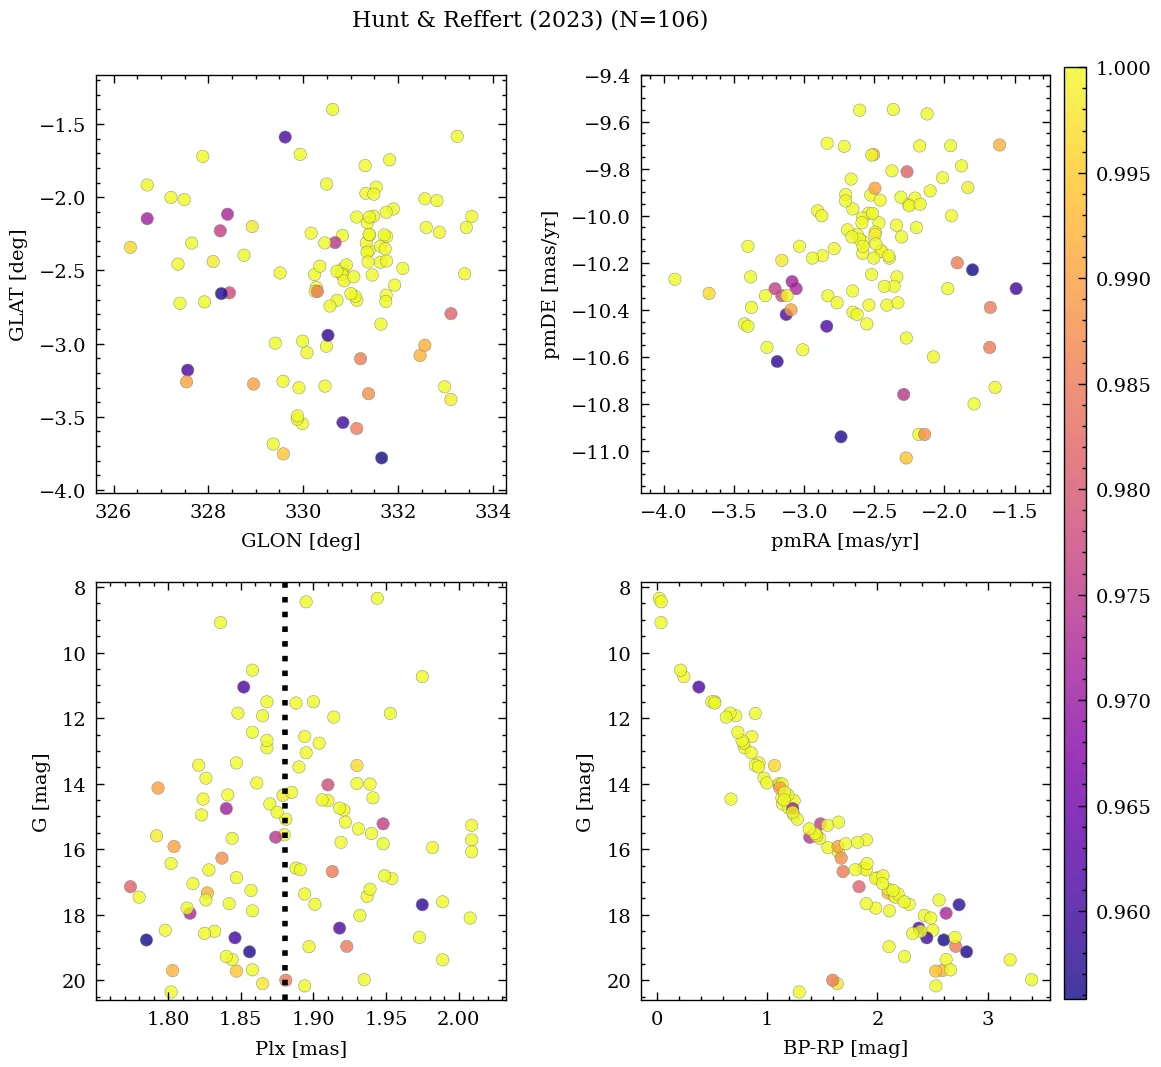 Hunt & Reffert (2023) (N=106)
−1.5
−2.0
−2.5
−3.0
−3.5
−4.0
GLAT [deg]
326 328 330 332 334
GLON [deg]
−9.4
−9.6
−9.8
−10.0
−10.2
−10.4
−10.6
−10.8
−11.0
pmDE [mas/yr]
−4.0 −3.5 −3.0 −2.5 −2.0 −1.5
pmRA [mas/yr]
8
10
12
14
16
18
20
G [mag]
1.80 1.85 1.90 1.95 2.00
Plx [mas]
8
10
12
14
16
18
20
G [mag]
0 1 2 3
BP-RP [mag]
1.000
0.995
0.990
0.985
0.980
0.975
0.970
0.965
0.960